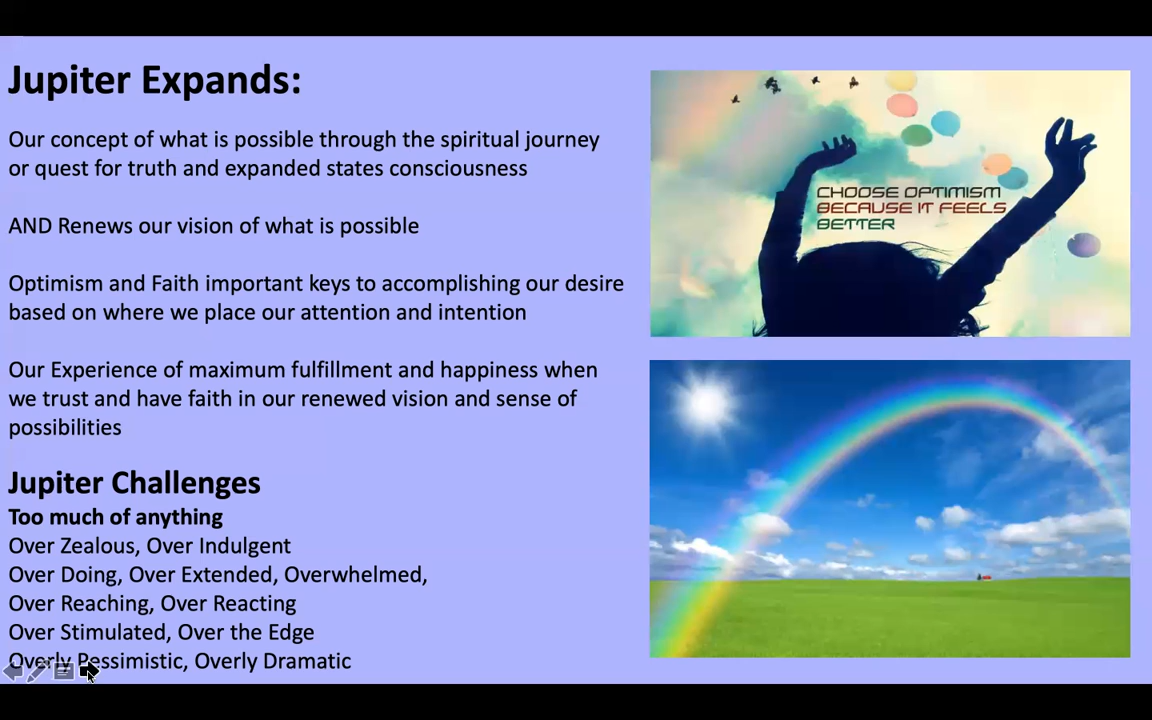 Jupiter Expands:
Our concept of what is possible through the spiritual journey
or quest for truth and expanded states consciousness
AND Renews our vision of what is possible
Optimism and Faith important keys to accomplishing our desire
based on where we place our attention and intention
Our Experience of maximum fulfillment and happiness when
we trust and have faith in our renewed vision and sense of
possibilities
Jupiter Challenges
Too much of anything
Over Zealous, Over Indulgent
Over Doing, Over Extended, Overwhelmed,
Over Reaching, Over Reacting
Over Stimulated, Over the Edge
Overly Pessimistic, Overly Dramatic
CHOOSE OPTIMISM
BECAUSE IT FEELS
BETTER